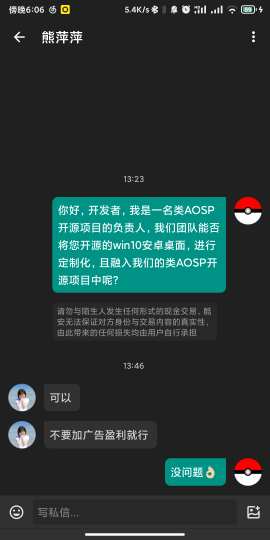 傍晚6:06
5.4K/s
89
熊萍萍
13:23
你好，开发者，我是一名类AOSP
开源项目的负责人，我们团队能否
将您开源的win10安卓桌面，进行
定制化，且融入我们的类AOSP开
源项目中呢？
请勿与陌生人发生任何形式的现金交易，酷
安无法保证对方身份与交易内容的真实性，
由此带来的任何损失均由用户自行承担
13:46
可以
不要加广告盈利就行
没问题👌🏻
写私信...